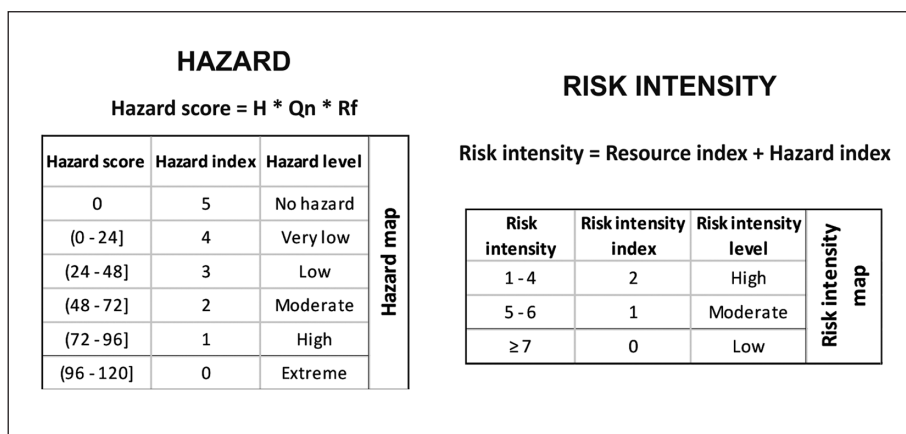 HAZARD
Hazard score = H * Qn * Rf
Hazard score Hazard index Hazard level
0 5 No hazard
(0 - 24] 4 Very low
(24 - 48] 3 Low
(48 - 72] 2 Moderate
(72 - 96] 1 High
(96 - 120] 0 Extreme
Hazard map
RISK INTENSITY
Risk intensity = Resource index + Hazard index
Risk Risk intensity Risk intensity
intensity index level
1 - 4 2 High
5 - 6 1 Moderate
≥ 7 0 Low
Risk intensity
map